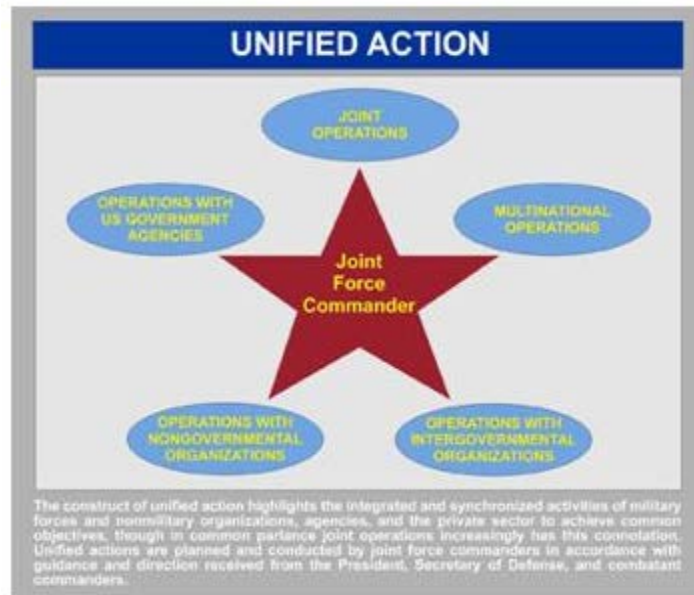 UNIFIED ACTION
JOINT
OPERATIONS
OPERATIONS WITH
US GOVERNMENT
AGENCIES
MULTINATIONAL
OPERATIONS
Joint
Force
Commander
OPERATIONS WITH
NONGOVERNMENTAL
ORGANIZATIONS
OPERATIONS WITH
INTERGOVERNMENTAL
ORGANIZATIONS
The construct of unified action highlights the integrated and synchronized activities of military
forces and nonmilitary organizations, agencies, and the private sector to achieve common
objectives, though in common parlance joint operations increasingly has this connotation.
Unified actions are planned and conducted by joint force commanders in accordance with
guidance and direction received from the President, Secretary of Defense, and combatant
commanders.